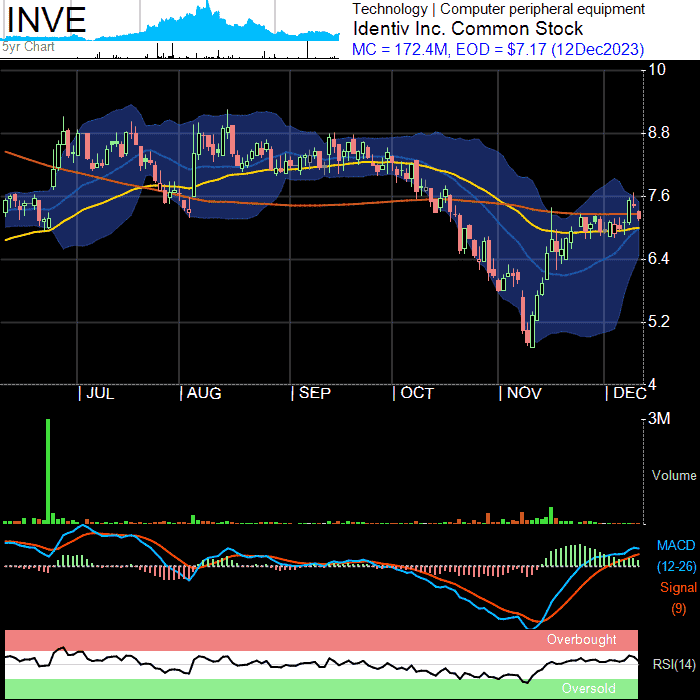 INVE
5yr Chart
Technology | Computer peripheral equipment
Identiv Inc. Common Stock
MC = 172.4M, EOD = $7.17 (12Dec2023)
10
8.8
7.6
6.4
5.2
4
| JUL | AUG | SEP | OCT | NOV | DEC
3M
Volume
MACD
(12-26)
Signal
(9)
Overbought
RSI(14)
Oversold